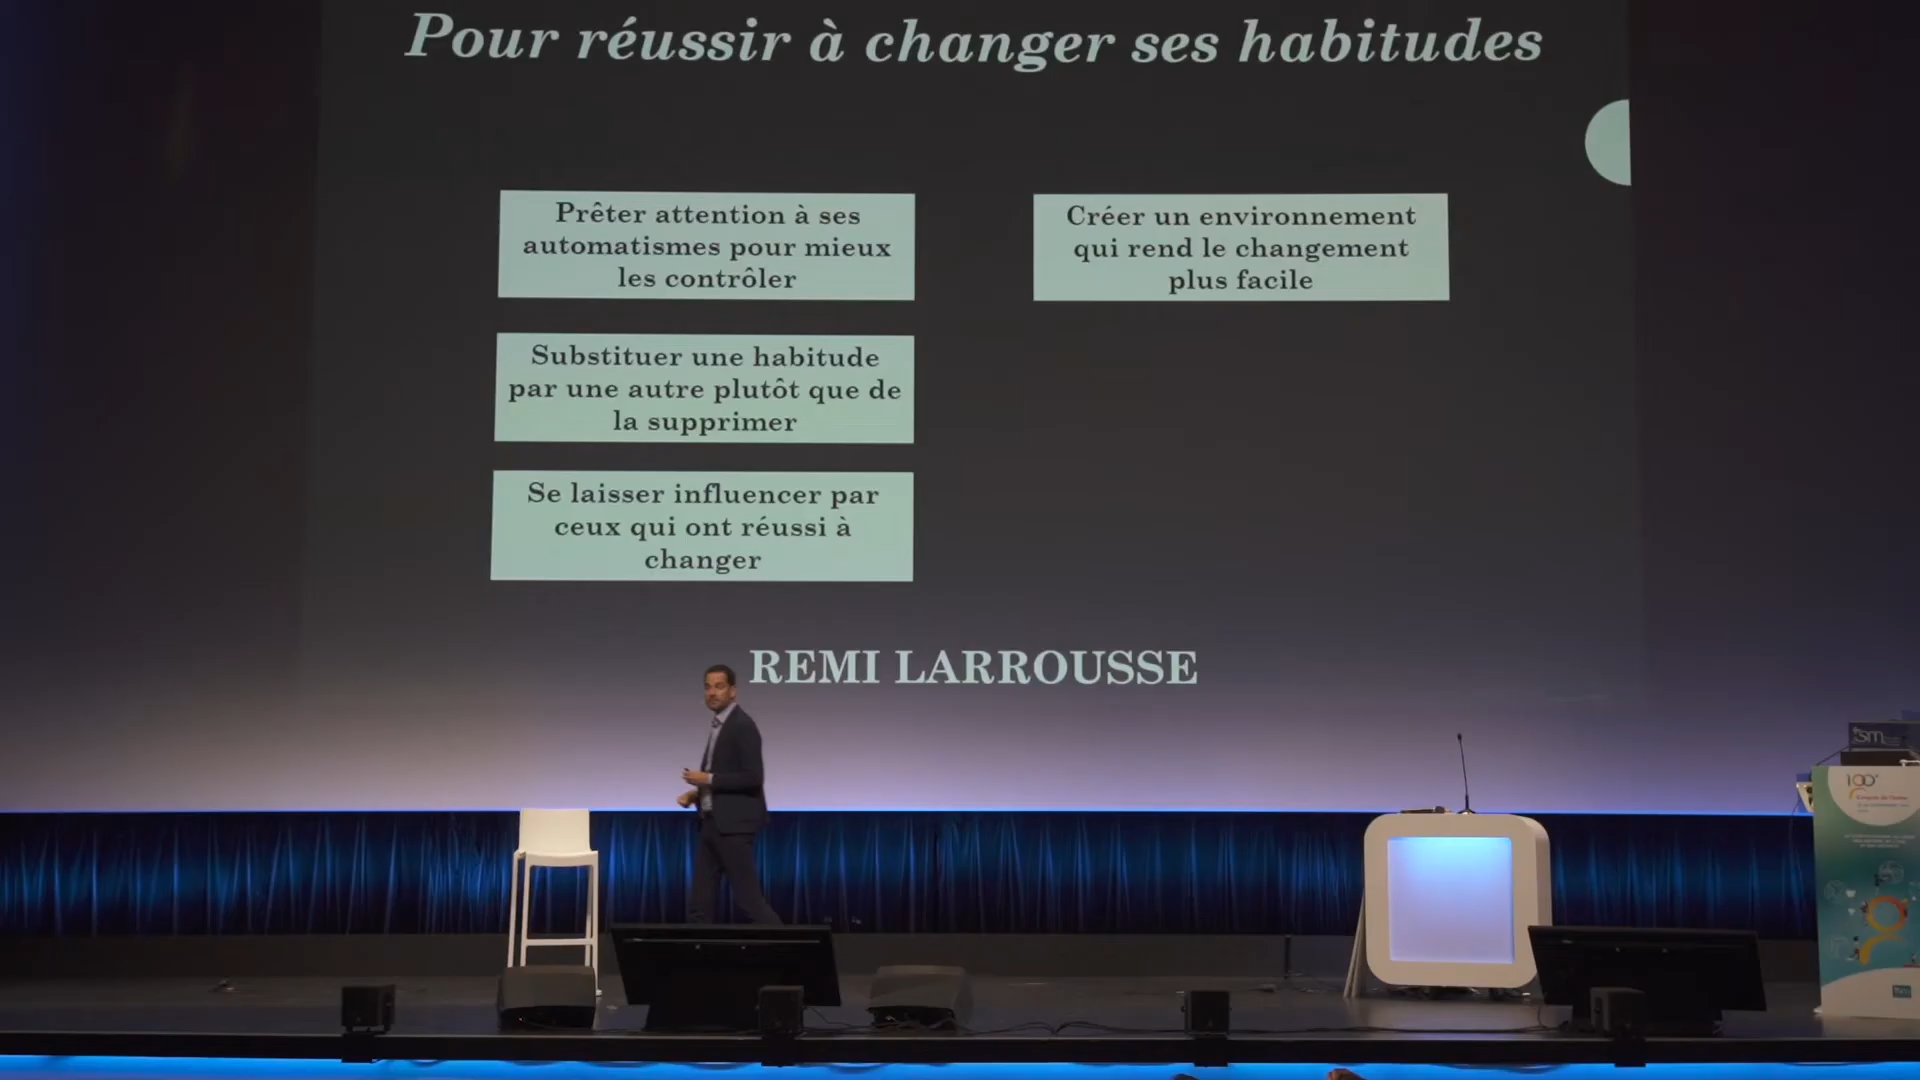 Pour réussir à changer ses habitudes
Prêter attention à ses
automatismes pour mieux
les contrôler
Créer un environnement
qui rend le changement
plus facile
Substituer une habitude
par une autre plutôt que de
la supprimer
Se laisser influencer par
ceux qui ont réussi à
changer
REMI LARROUSSE
sm
100